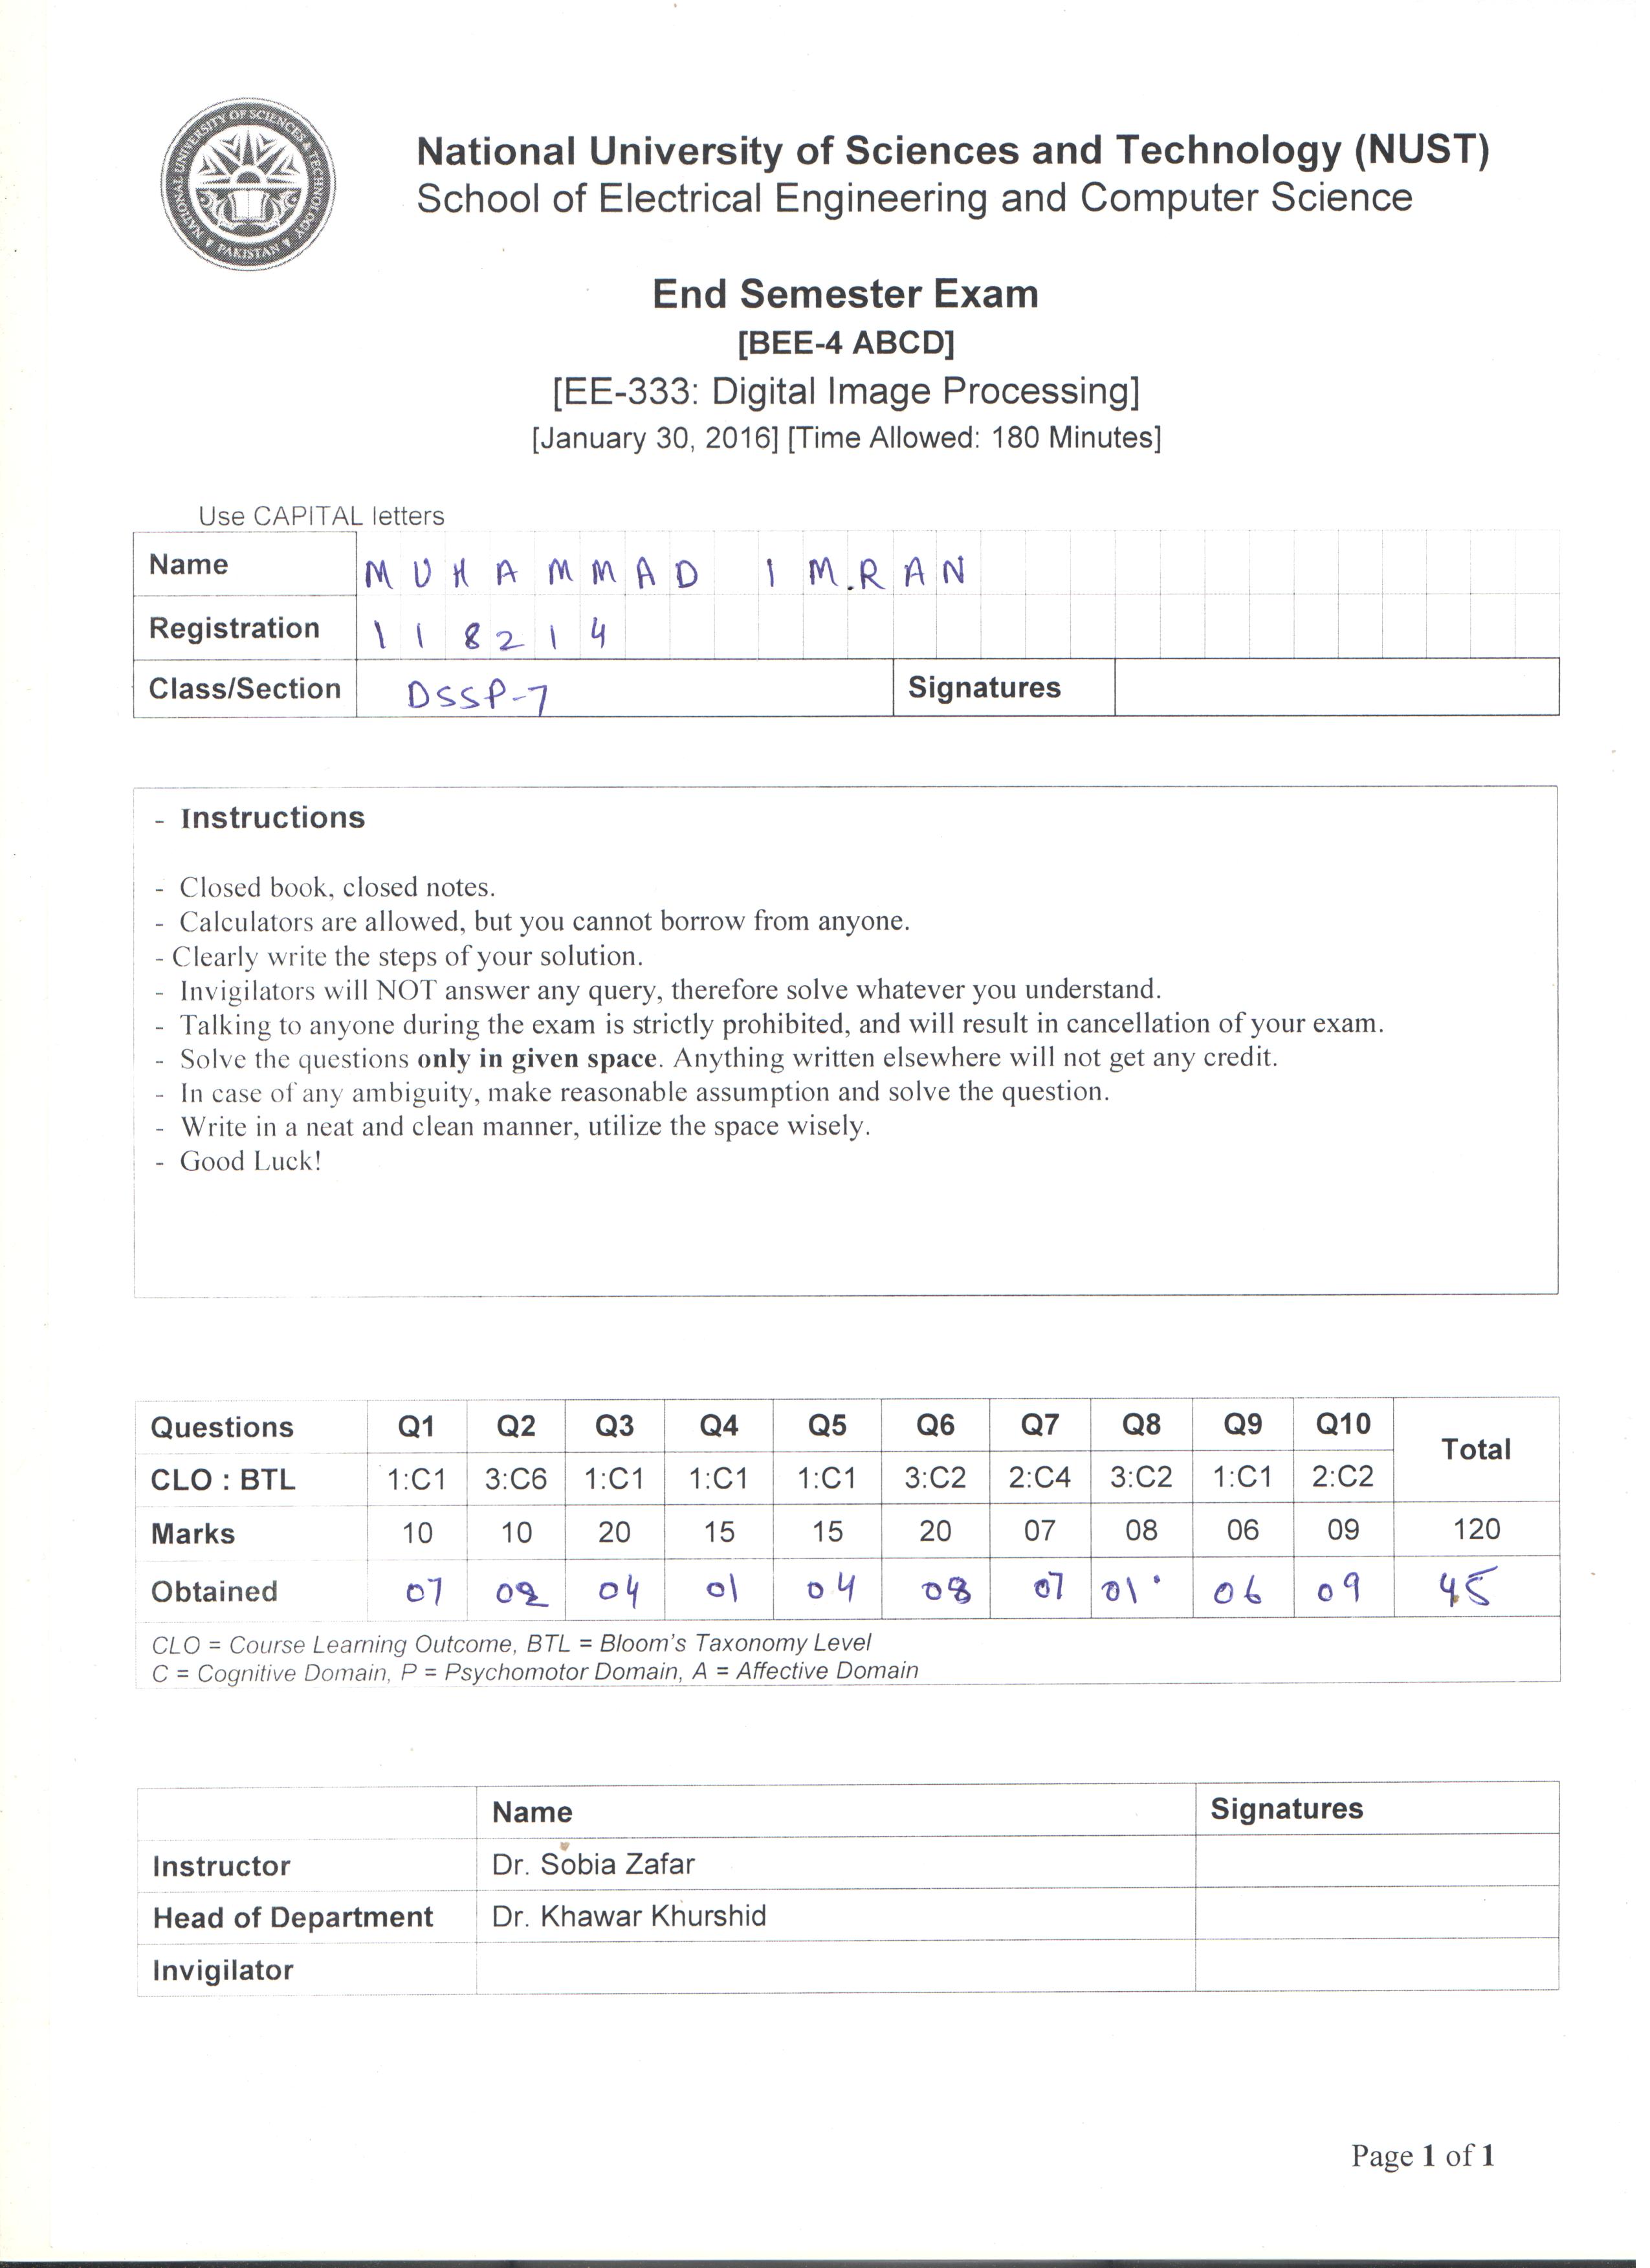 NATIONAL UNIVERSITY OF SCIENCES & TECHNOLOGY
PAKISTAN
National University of Sciences and Technology (NUST)
School of Electrical Engineering and Computer Science
End Semester Exam
[BEE-4 ABCD]
[EE-333: Digital Image Processing]
[January 30, 2016] [Time Allowed: 180 Minutes]
Use CAPITAL letters
Name MUHAMMAD IMRAN
Registration 118214
Class/Section DSSP-7 Signatures
- Instructions
- Closed book, closed notes.
- Calculators are allowed, but you cannot borrow from anyone.
- Clearly write the steps of your solution.
- Invigilators will NOT answer any query, therefore solve whatever you understand.
- Talking to anyone during the exam is strictly prohibited, and will result in cancellation of your exam.
- Solve the questions only in given space. Anything written elsewhere will not get any credit.
- In case of any ambiguity, make reasonable assumption and solve the question.
- Write in a neat and clean manner, utilize the space wisely.
- Good Luck!
Questions Q1 Q2 Q3 Q4 Q5 Q6 Q7 Q8 Q9 Q10 Total
CLO : BTL 1:C1 3:C6 1:C1 1:C1 1:C1 3:C2 2:C4 3:C2 1:C1 2:C2
Marks 10 10 20 15 15 20 07 08 06 09 120
Obtained 07 02 04 01 04 08 07 01 06 09 45
CLO = Course Learning Outcome, BTL = Bloom's Taxonomy Level
C = Cognitive Domain, P = Psychomotor Domain, A = Affective Domain
Name Signatures
Instructor Dr. Sobia Zafar
Head of Department Dr. Khawar Khurshid
Invigilator
Page 1 of 1